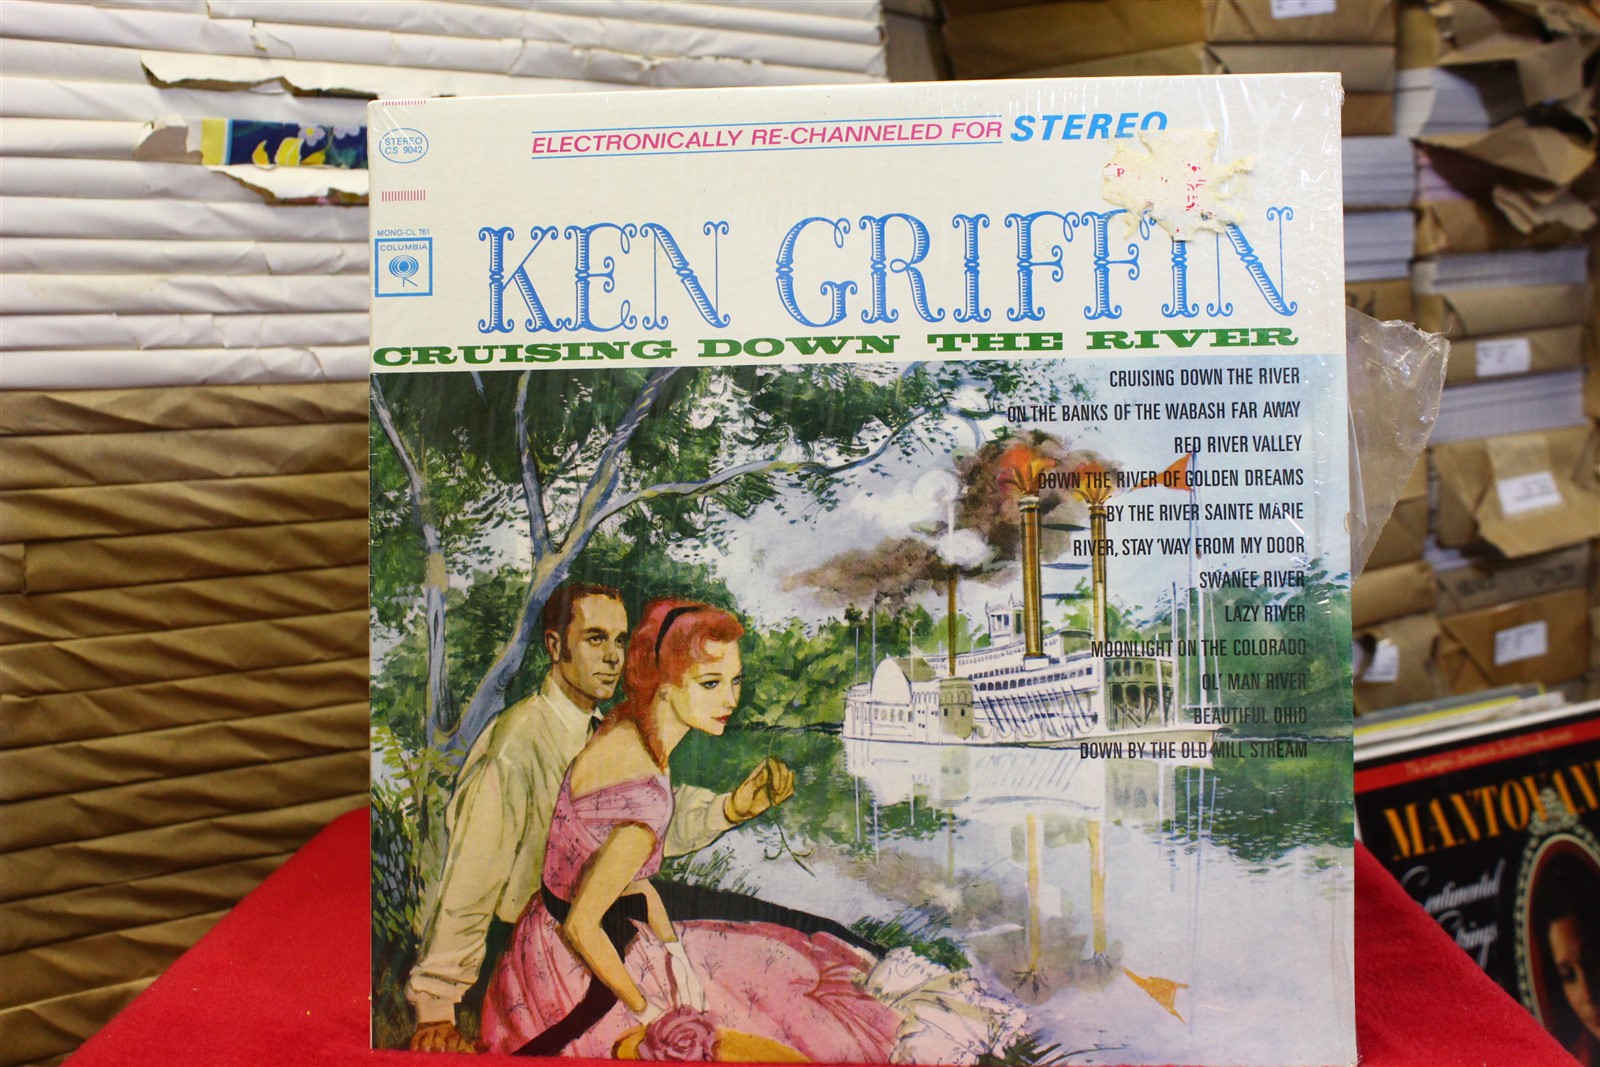 ELECTRONICALLY RE-CHANNELED FOR STEREO
STEREO
CS 9042
MONO-CL 761
COLUMBIA
KEN GRIFFIN
CRUISING DOWN THE RIVER
CRUISING DOWN THE RIVER
ON THE BANKS OF THE WABASH FAR AWAY
RED RIVER VALLEY
DOWN THE RIVER OF GOLDEN DREAMS
BY THE RIVER SAINTE MARIE
RIVER, STAY 'WAY FROM MY DOOR
SWANEE RIVER
LAZY RIVER
MOONLIGHT ON THE COLORADO
OL' MAN RIVER
BEAUTIFUL OHIO
DOWN BY THE OLD MILL STREAM
MANTOVANI
Continental
Strings